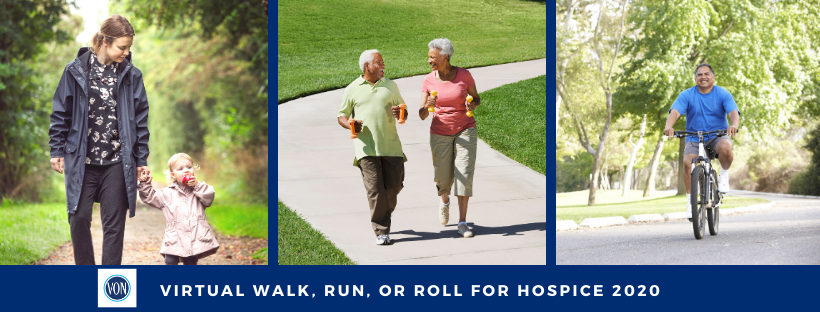 VON
VIRTUAL WALK, RUN, OR ROLL FOR HOSPICE 2020